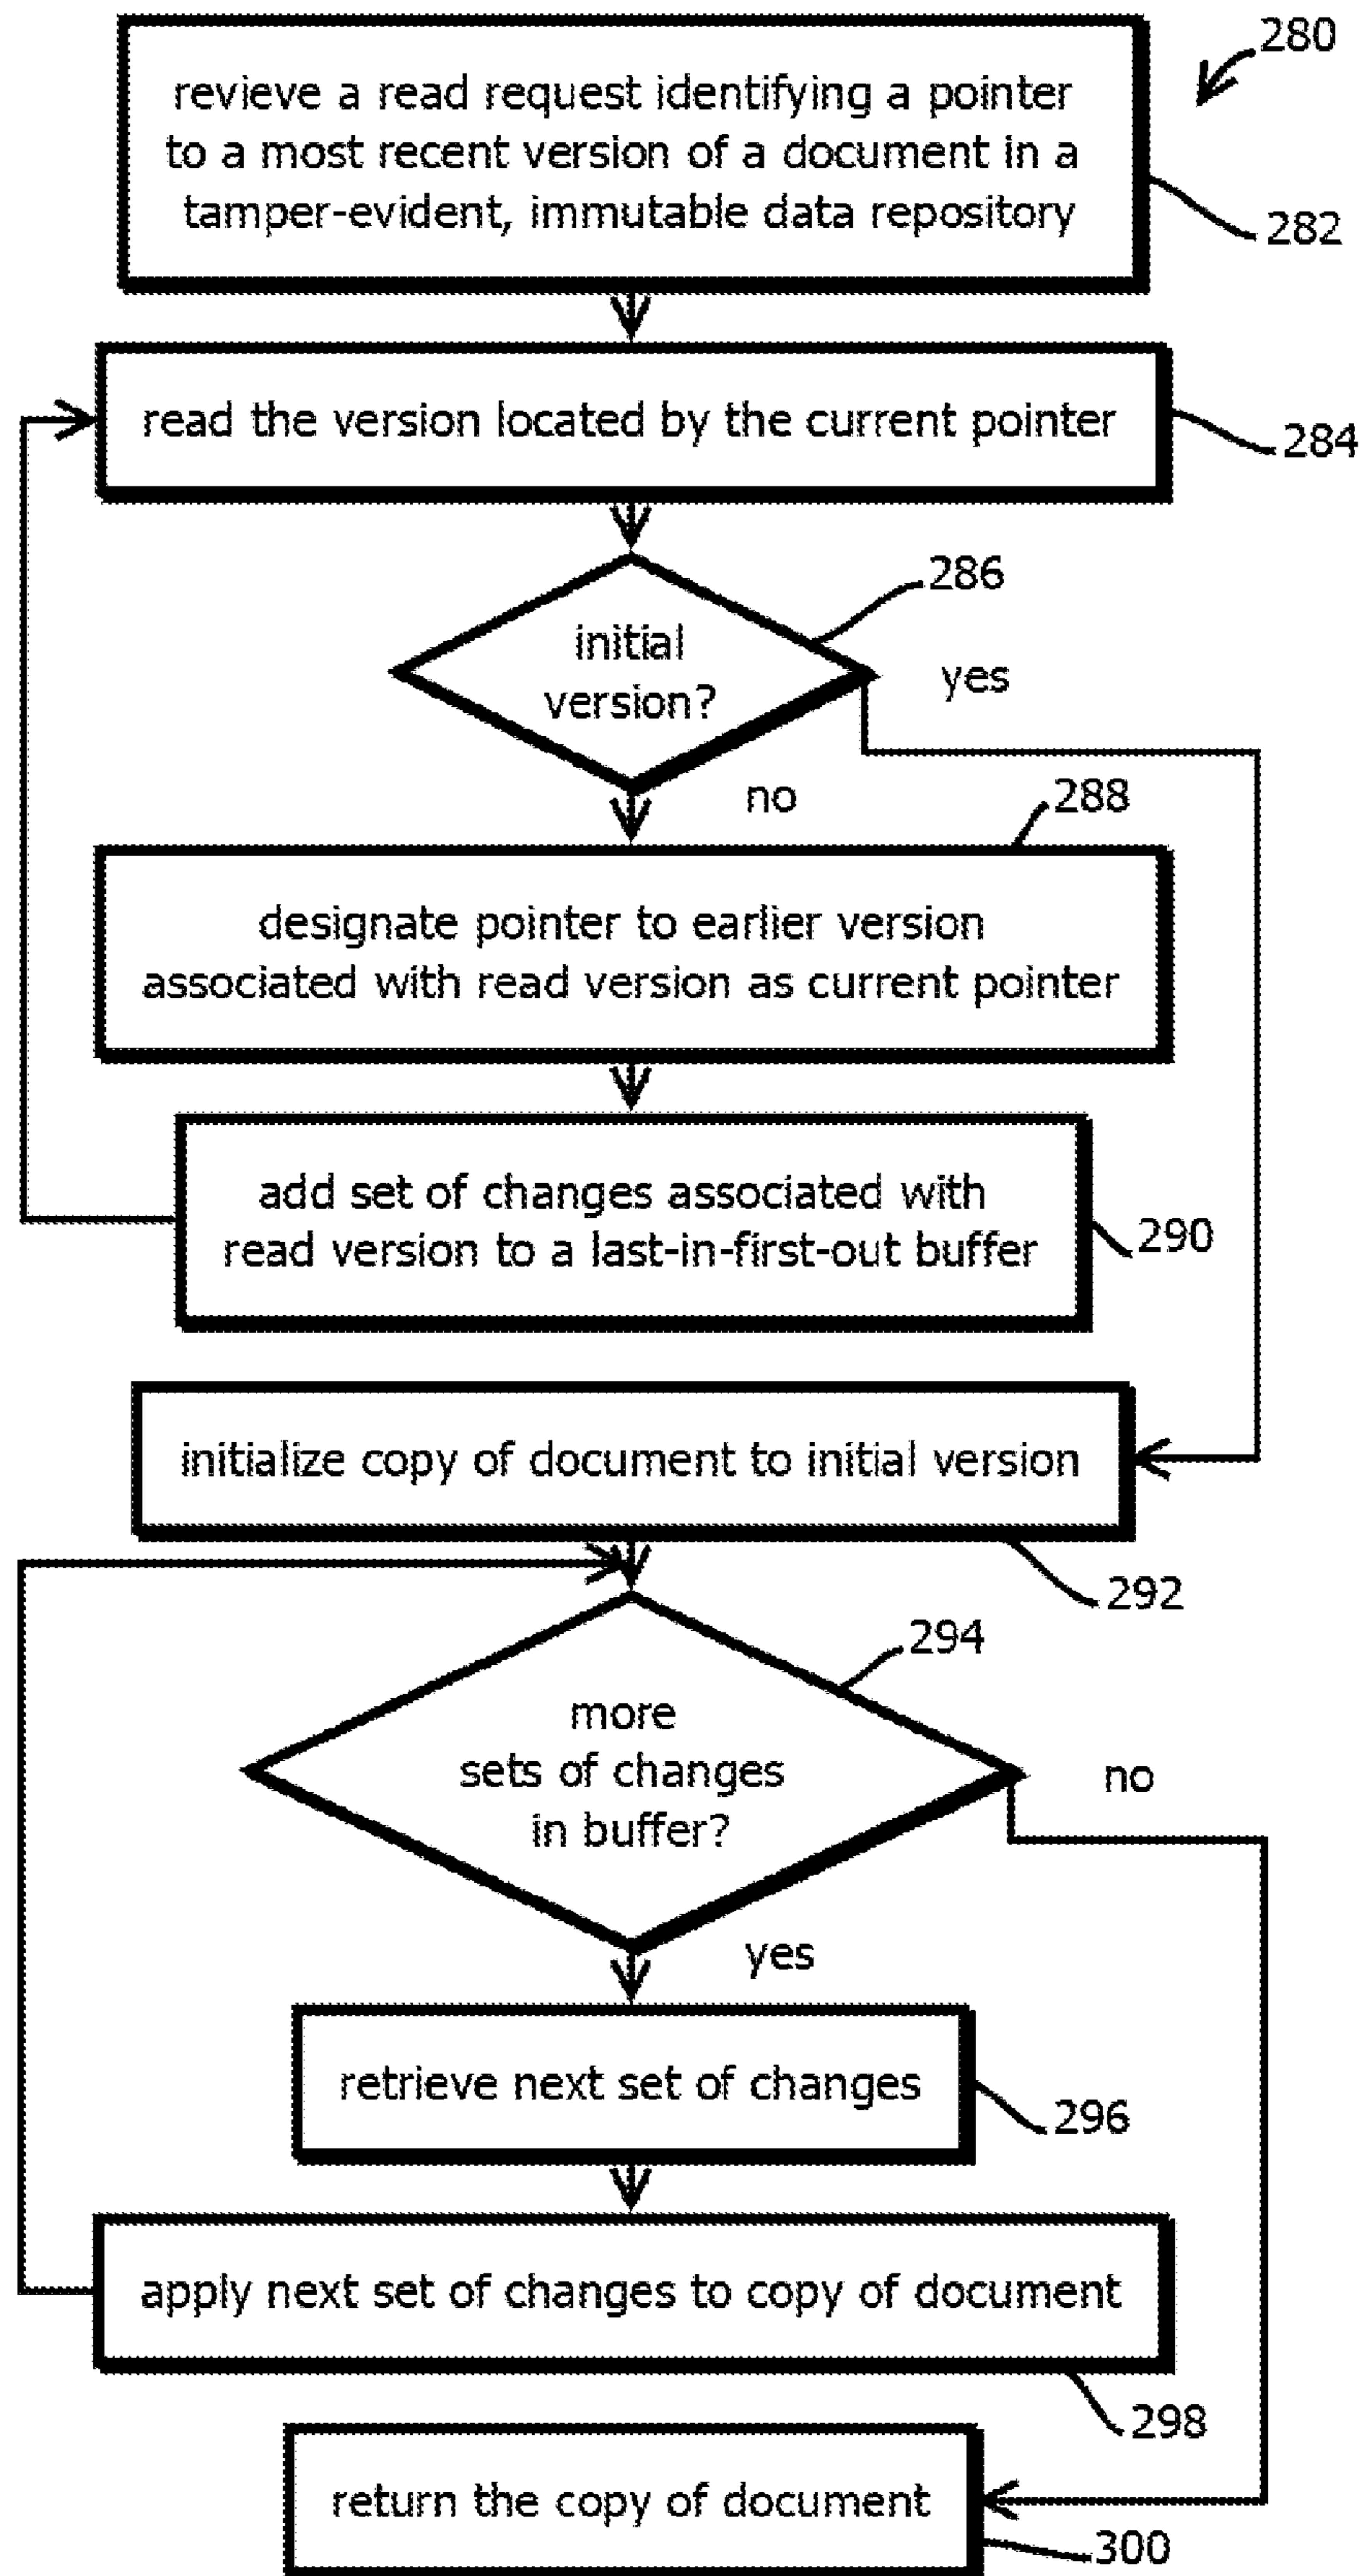 280
revieve a read request identifying a pointer
to a most recent version of a document in a
tamper-evident, immutable data repository
282
read the version located by the current pointer
284
286
initial
version?
yes
no
288
designate pointer to earlier version
associated with read version as current pointer
add set of changes associated with
read version to a last-in-first-out buffer
290
initialize copy of document to initial version
292
294
more
sets of changes
in buffer?
no
yes
retrieve next set of changes
296
apply next set of changes to copy of document
298
return the copy of document
300